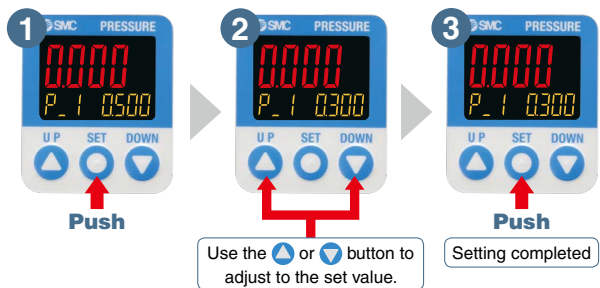 1
SMC PRESSURE
0.000
P_1 0.500
UP SET DOWN
Push
2
SMC PRESSURE
0.000
P_1 0.300
UP SET DOWN
Use the or button to
adjust to the set value.
3
SMC PRESSURE
0.000
P_1 0.300
UP SET DOWN
Push
Setting completed